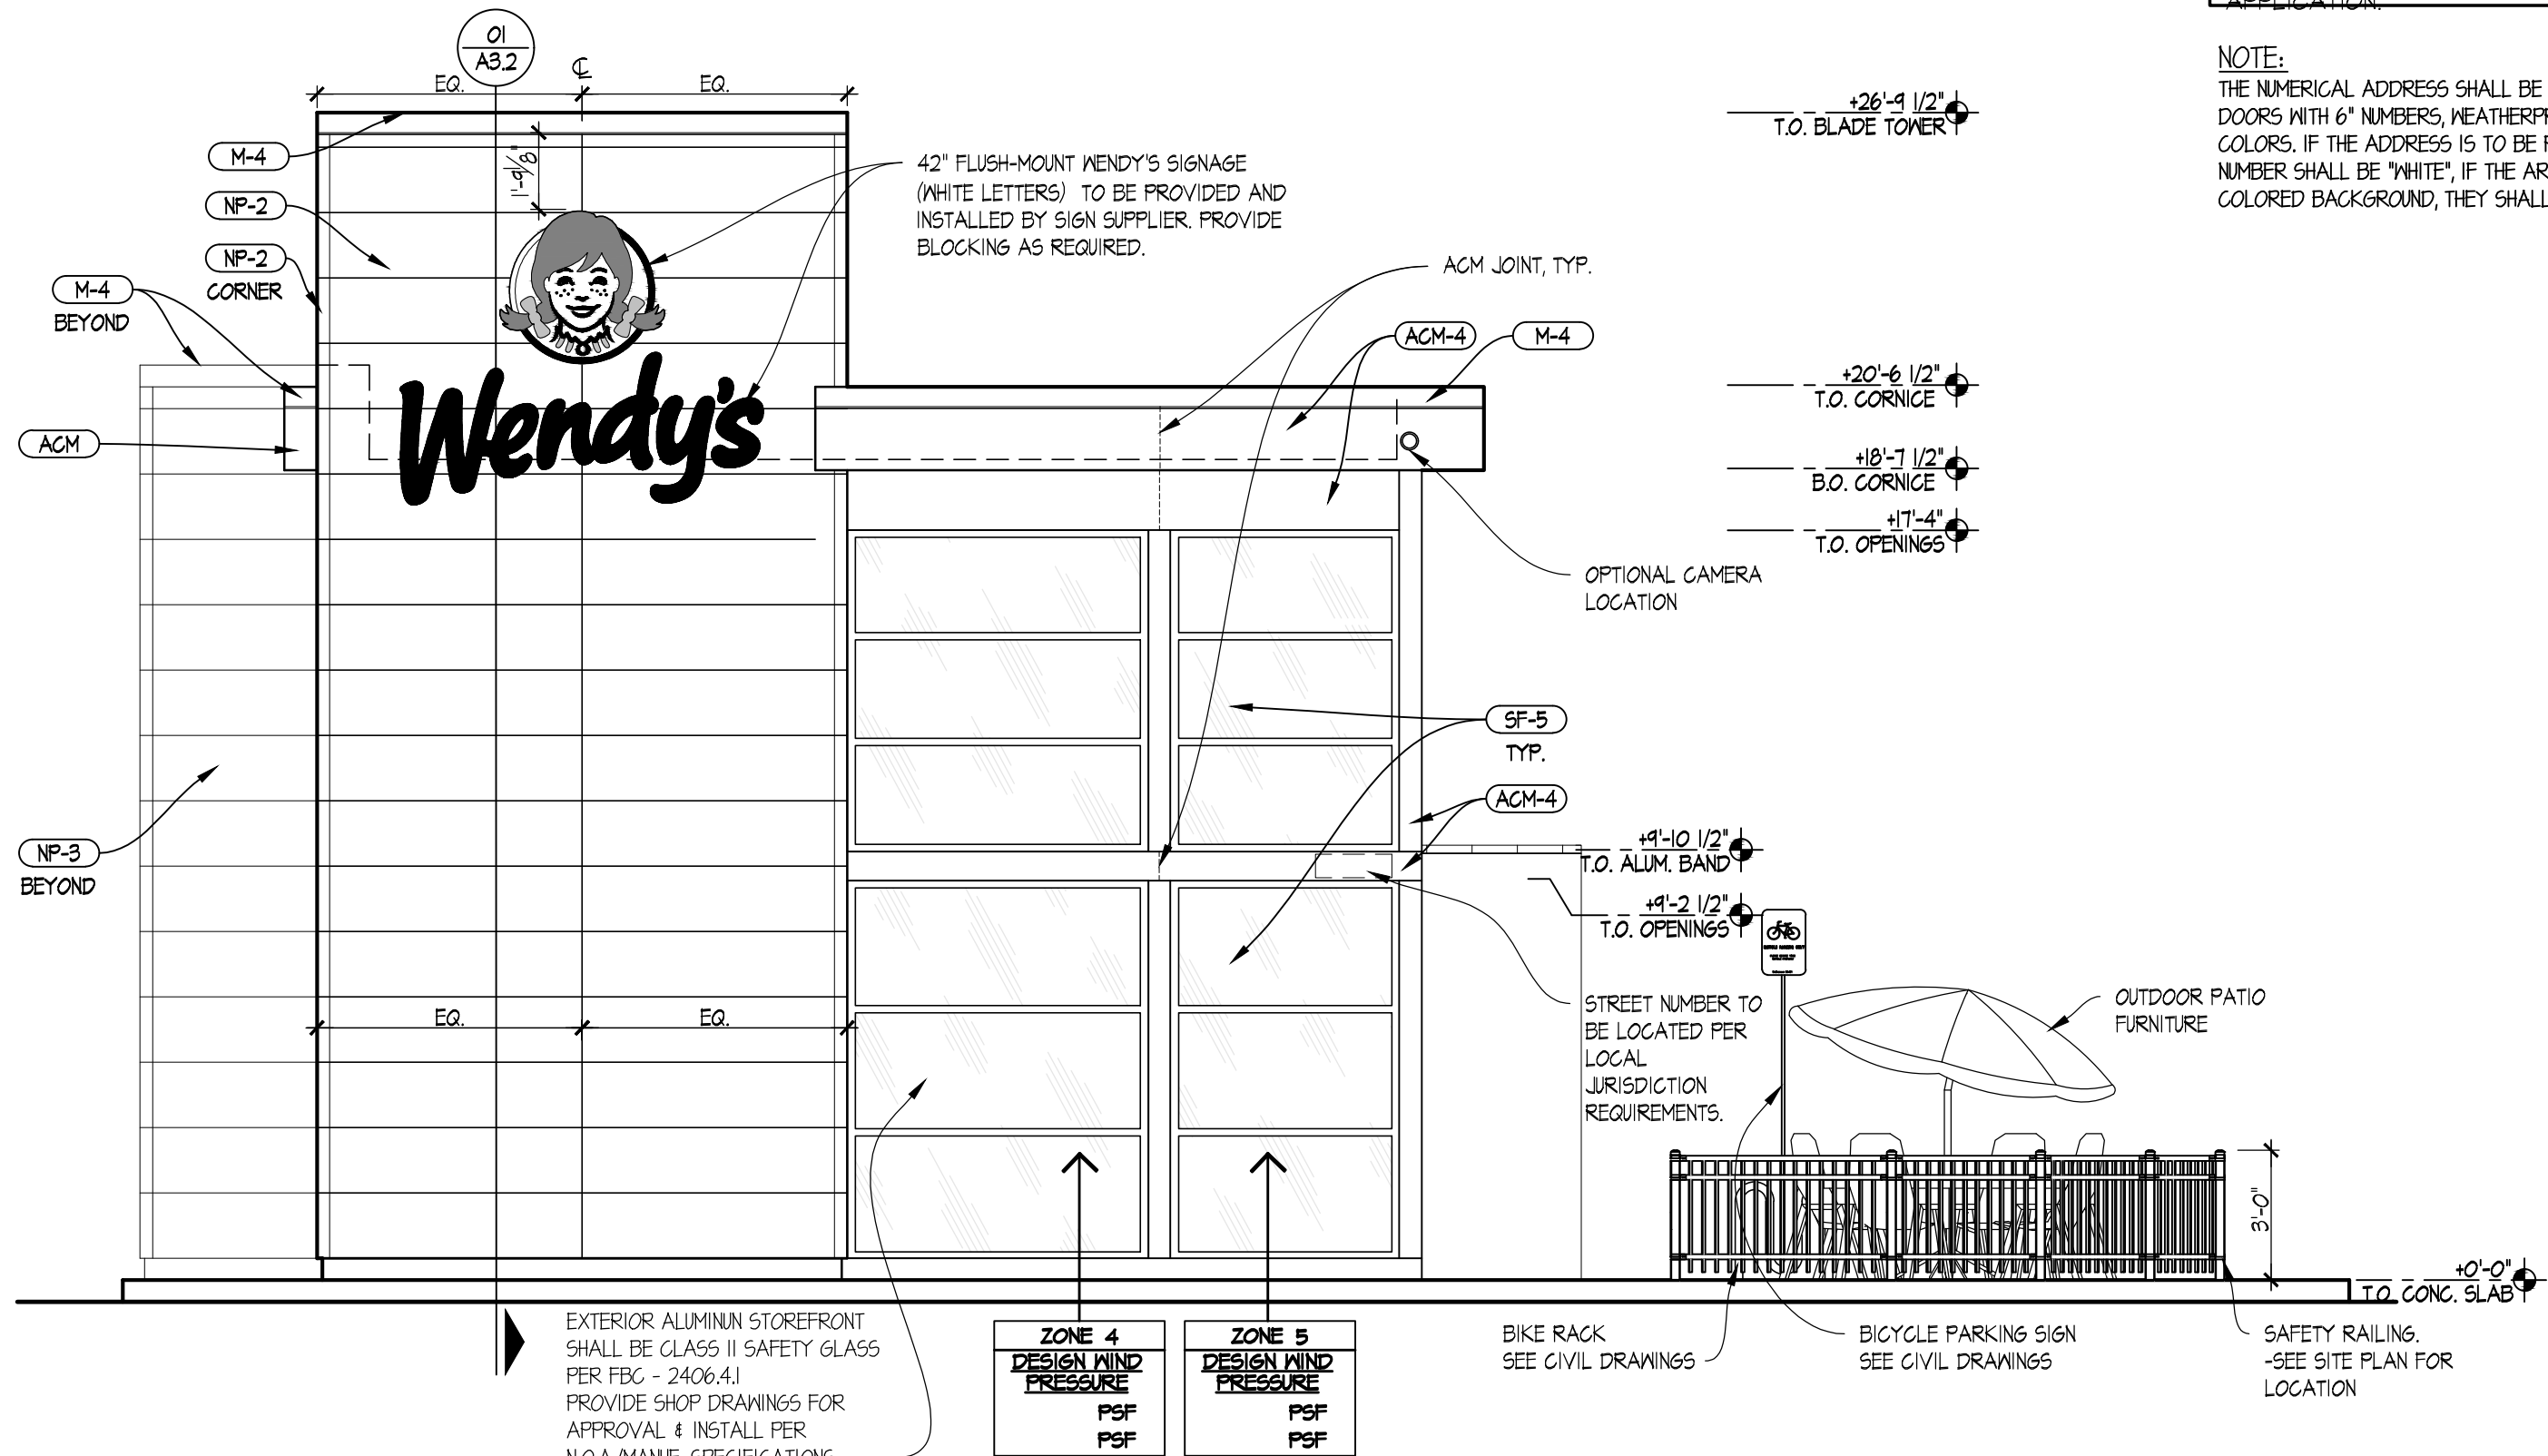 01
A3.2
℄
EQ.
EQ.
M-4
NP-2
NP-2
CORNER
M-4
BEYOND
ACM
NP-3
BEYOND
1'-9 1/8"
42" FLUSH-MOUNT WENDY'S SIGNAGE
(WHITE LETTERS) TO BE PROVIDED AND
INSTALLED BY SIGN SUPPLIER. PROVIDE
BLOCKING AS REQUIRED.
Wendy's
ACM JOINT, TYP.
ACM-4
M-4
+26'-9 1/2"
T.O. BLADE TOWER
+20'-6 1/2"
T.O. CORNICE
+18'-7 1/2"
B.O. CORNICE
+17'-4"
T.O. OPENINGS
APPLICATION.
NOTE:
THE NUMERICAL ADDRESS SHALL BE
DOORS WITH 6" NUMBERS,
COLORS. IF THE ADDRESS IS TO BE
NUMBER SHALL BE "WHITE", IF THE
COLORED BACKGROUND, THEY SHALL
OPTIONAL CAMERA
LOCATION
SF-5
TYP.
ACM-4
+9'-10 1/2"
T.O. ALUM. BAND
+9'-2 1/2"
T.O. OPENINGS
STREET NUMBER TO
BE LOCATED PER
LOCAL
JURISDICTION
REQUIREMENTS.
OUTDOOR PATIO
FURNITURE
EQ.
EQ.
3'-0"
+0'-0"
T.O. CONC. SLAB
EXTERIOR ALUMINUN STOREFRONT
SHALL BE CLASS II SAFETY GLASS
PER FBC - 2406.4.1
PROVIDE SHOP DRAWINGS FOR
APPROVAL & INSTALL PER
N.O.A./MANUF. SPECIFICATIONS
ZONE 4
DESIGN WIND
PRESSURE
PSF
PSF
ZONE 5
DESIGN WIND
PRESSURE
PSF
PSF
BIKE RACK
SEE CIVIL DRAWINGS
BICYCLE PARKING SIGN
SEE CIVIL DRAWINGS
SAFETY RAILING.
-SEE SITE PLAN FOR
LOCATION